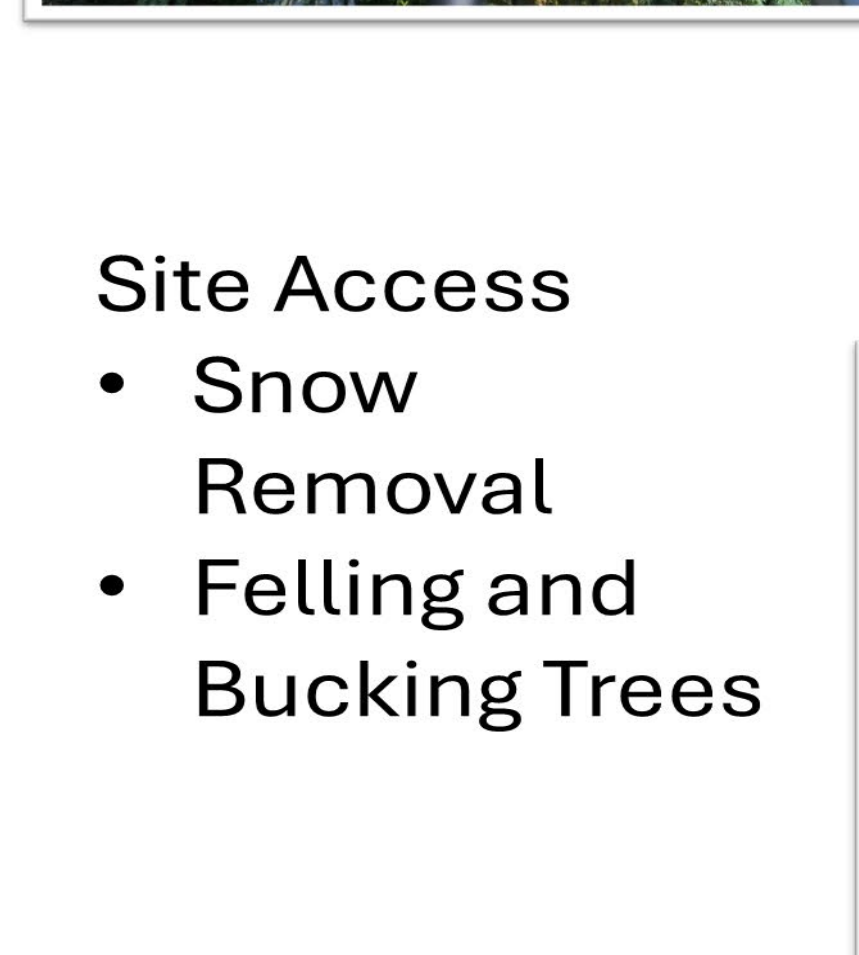 Site Access
• Snow
Removal
• Felling and
Bucking Trees